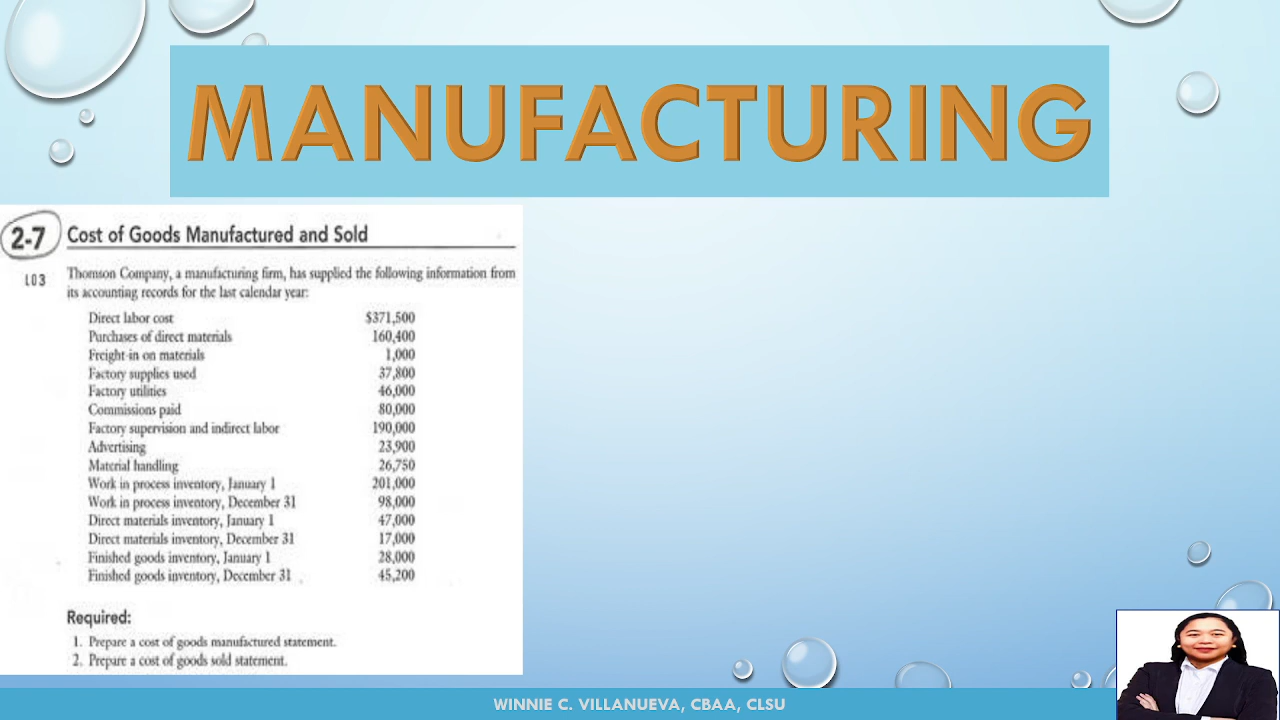 MANUFACTURING
2-7 Cost of Goods Manufactured and Sold
LO3 Thomson Company, a manufacturing firm, has supplied the following information from
its accounting records for the last calendar year:
Direct labor cost $371,500
Purchases of direct materials 160,400
Freight-in on materials 1,000
Factory supplies used 37,800
Factory utilities 46,000
Commissions paid 80,000
Factory supervision and indirect labor 190,000
Advertising 23,900
Material handling 26,750
Work in process inventory, January 1 201,000
Work in process inventory, December 31 98,000
Direct materials inventory, January 1 47,000
Direct materials inventory, December 31 17,000
Finished goods inventory, January 1 28,000
Finished goods inventory, December 31 45,200
Required:
1. Prepare a cost of goods manufactured statement.
2. Prepare a cost of goods sold statement.
WINNIE C. VILLANUEVA, CBAA, CLSU